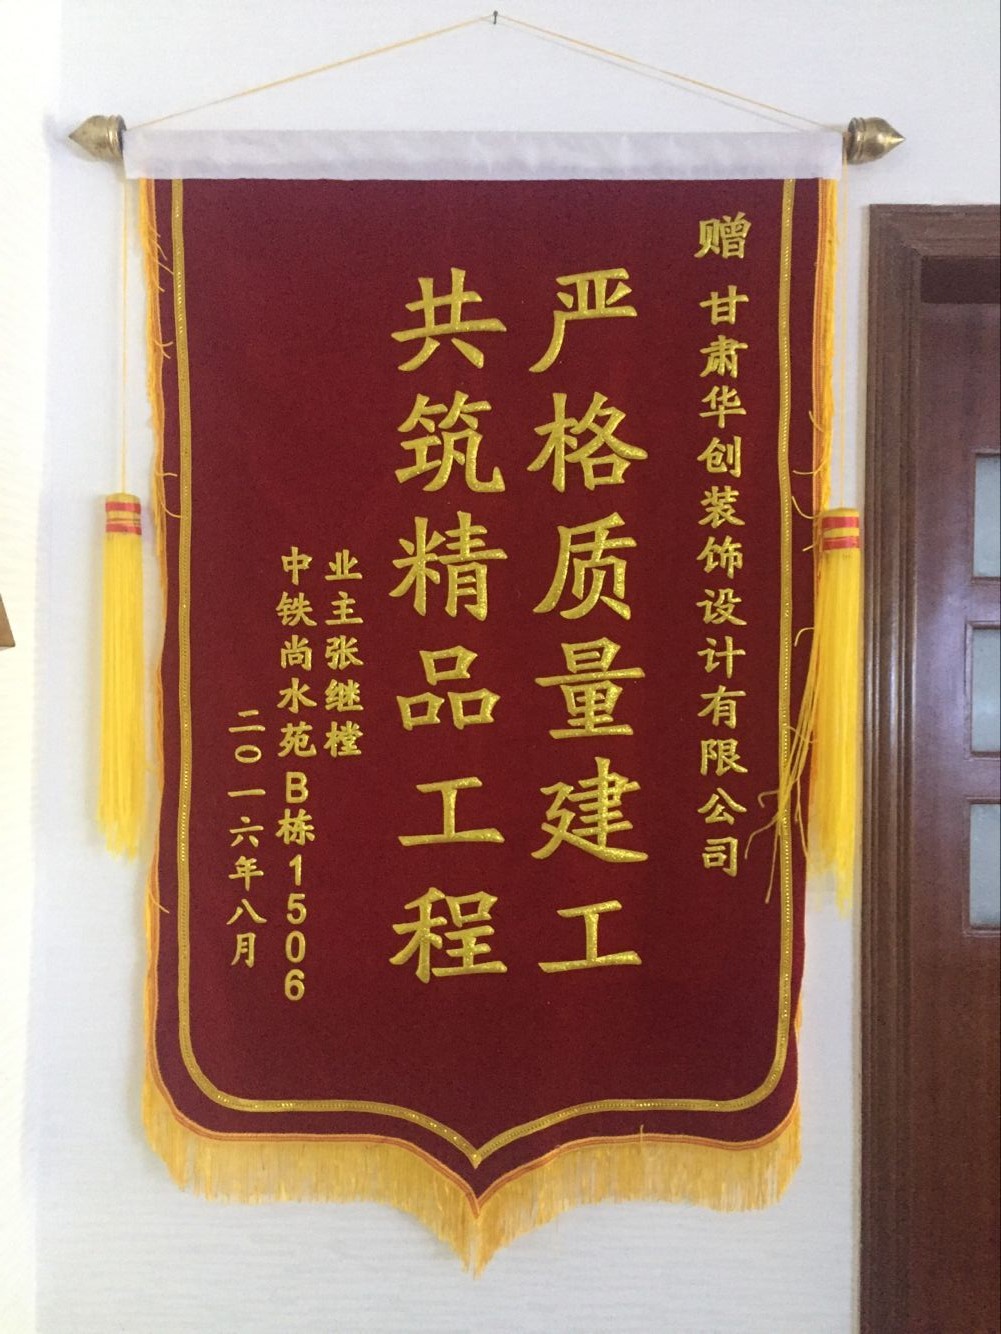 赠 甘肃华创装饰设计有限公司
严格质量建工
共筑精品工程
业主张继樘
中铁尚水苑B栋1506
二〇一六年八月